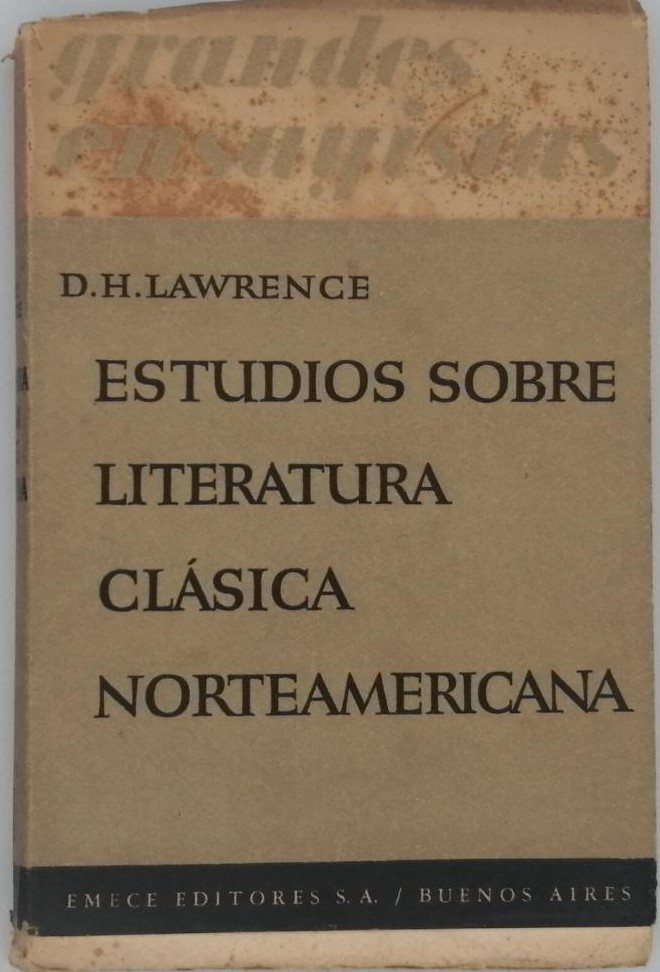 grandes
ensayistas
D.H. LAWRENCE
ESTUDIOS SOBRE
LITERATURA
CLÁSICA
NORTEAMERICANA
EMECE EDITORES S.A. / BUENOS AIRES